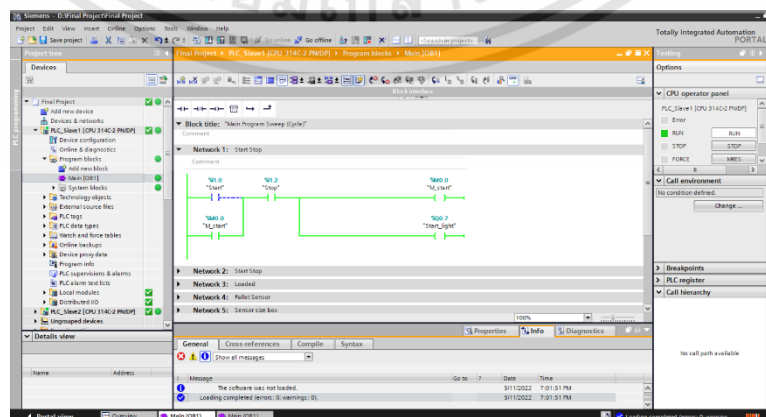 Siemens - D:\Final Project\Final Project
Project Edit View Insert Online Options Tools Window Help
Save project Go online Go offline <Search in project>
Totally Integrated Automation
PORTAL
Project tree
Final Project ▸ PLC_Slave1 [CPU 314C-2 PN/DP] ▸ Program blocks ▸ Main [OB1]
Testing
Devices
Options
PLC programming
Block interface
CPU operator panel
PLC_Slave1 [CPU 314C-2 PN/DP]
Error
RUN RUN
STOP STOP
FORCE MRES
Call environment
No condition defined.
Change ...
Breakpoints
PLC register
Call hierarchy
No call path available
Final Project
Add new device
Devices & networks
PLC_Slave1 [CPU 314C-2 PN/DP]
Device configuration
Online & diagnostics
Program blocks
Add new block
Main [OB1]
System blocks
Technology objects
External source files
PLC tags
PLC data types
Watch and force tables
Online backups
Device proxy data
Program info
PLC supervisions & alarms
PLC alarm text lists
Local modules
Distributed I/O
PLC_Slave2 [CPU 314C-2 PN/DP]
Ungrouped devices
Details view
Name Address
Block title: "Main Program Sweep (Cycle)"
Comment
Network 1: Start Stop
Comment
%I1.0 %I1.2 %M0.0
"Start" "Stop" "M_start"
%M0.0 %Q0.7
"M_start" "Start_light"
Network 2: Start Stop
Network 3: Loaded
Network 4: Pallet Sensor
Network 5: Sensor size box
100%
Properties Info Diagnostics
General Cross-references Compile Syntax
Show all messages
! Message Go to ? Date Time
The software was not loaded. 5/11/2022 7:01:51 PM
Loading completed (errors: 0; warnings: 0). 5/11/2022 7:01:51 PM
Portal view Overview Main (OB1) Main (OB1)